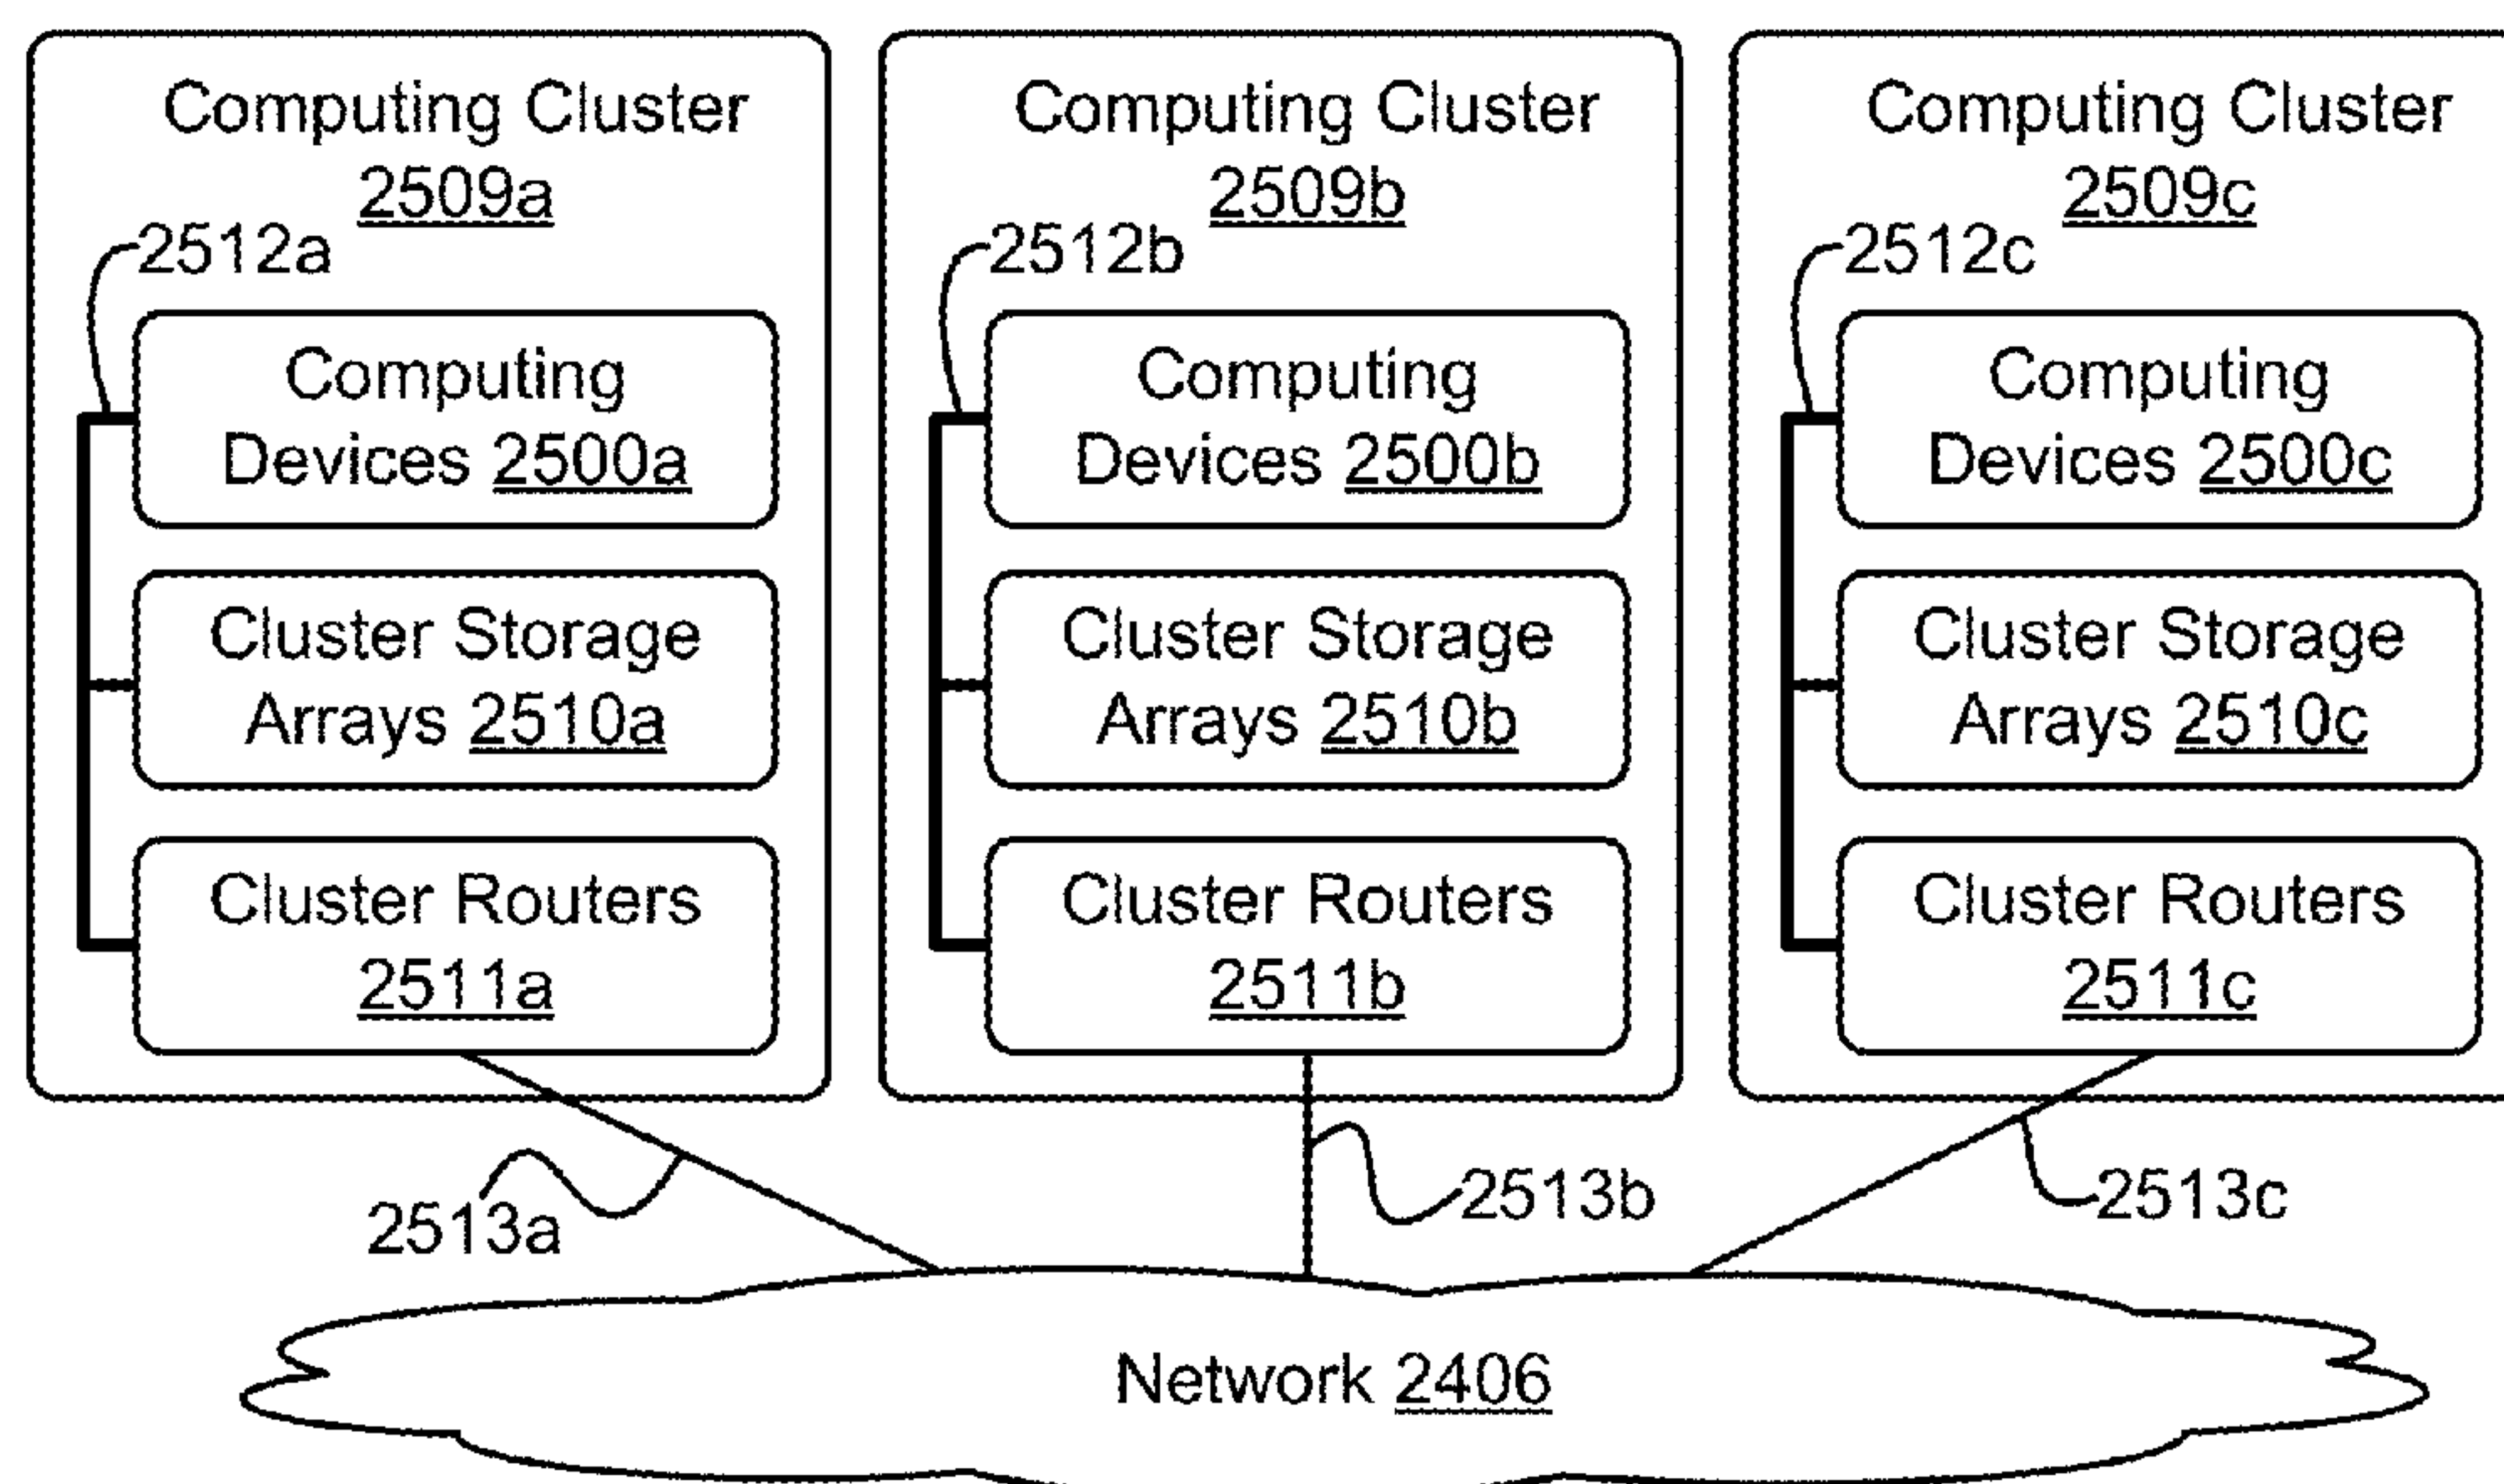 Computing Cluster
2509a
2512a
Computing
Devices 2500a
Cluster Storage
Arrays 2510a
Cluster Routers
2511a
Computing Cluster
2509b
2512b
Computing
Devices 2500b
Cluster Storage
Arrays 2510b
Cluster Routers
2511b
Computing Cluster
2509c
2512c
Computing
Devices 2500c
Cluster Storage
Arrays 2510c
Cluster Routers
2511c
2513a
2513b
2513c
Network 2406